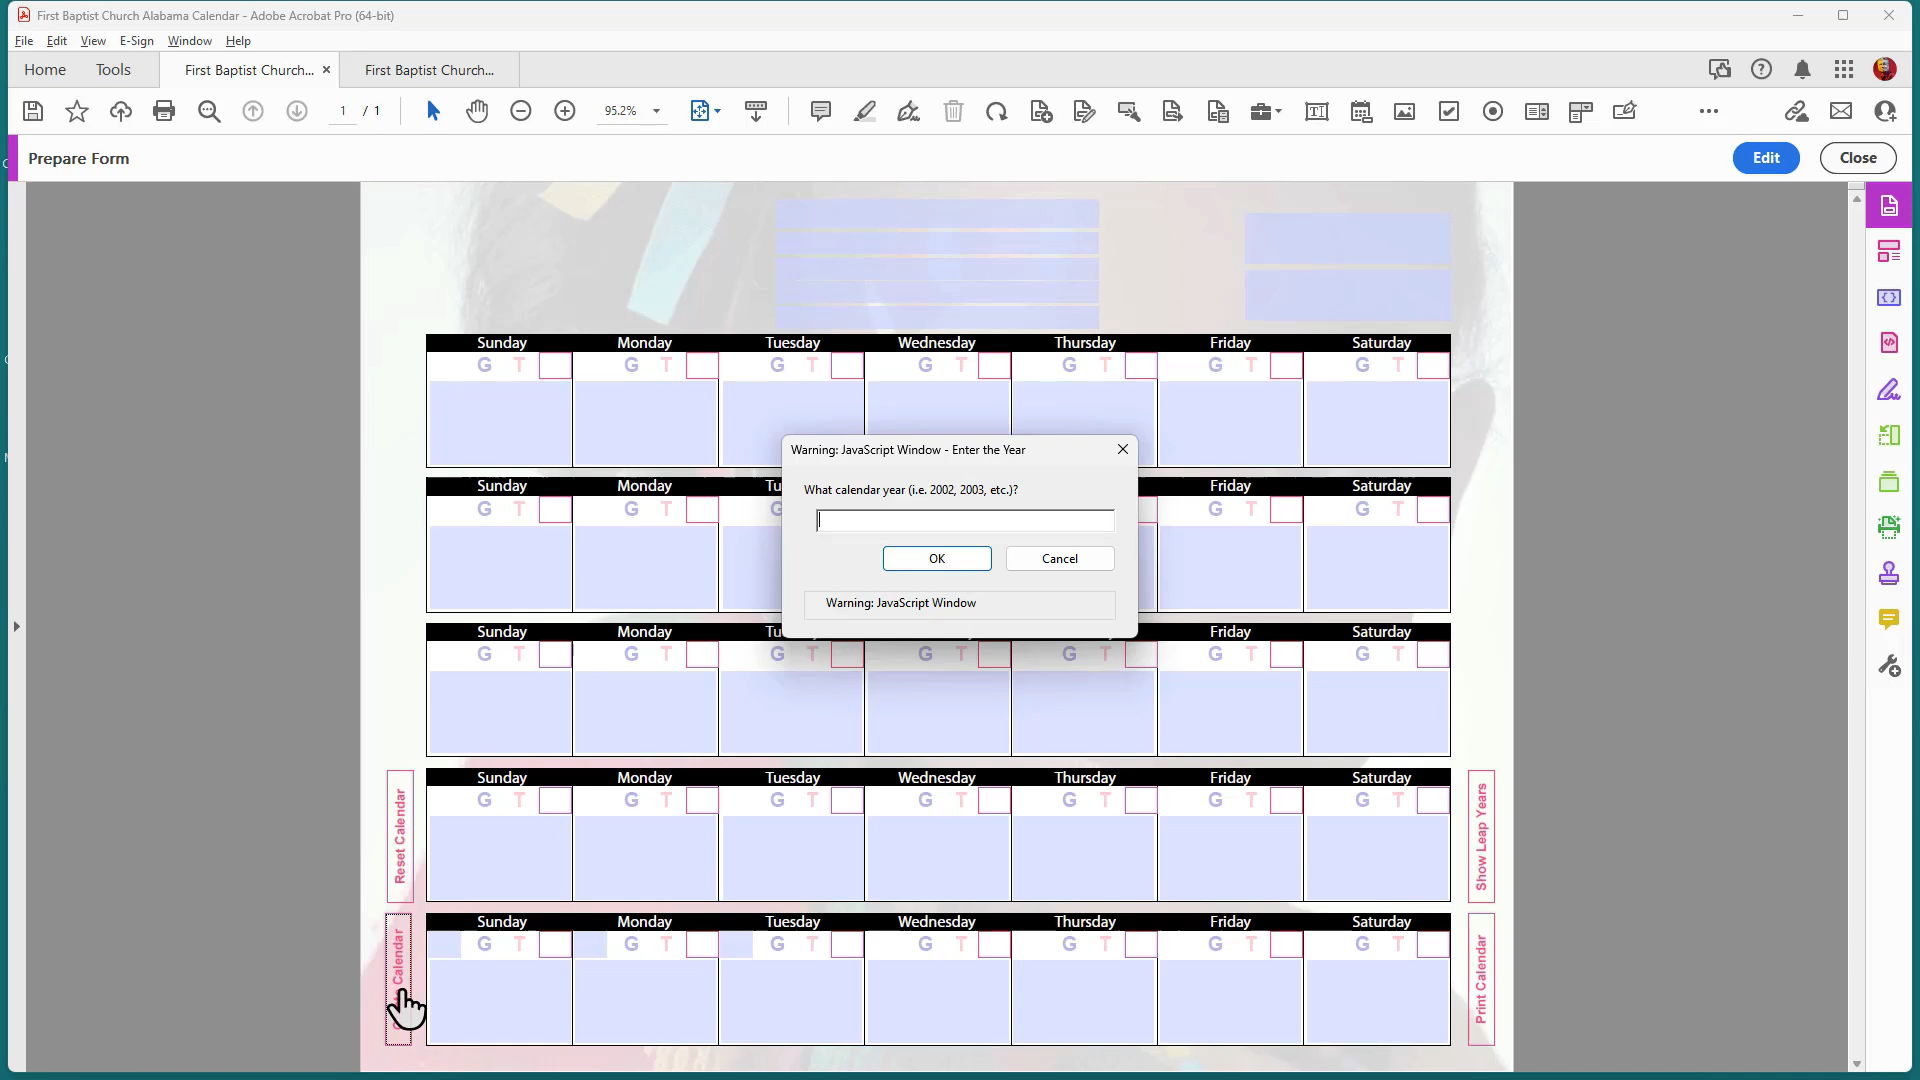 First Baptist Church Alabama Calendar - Adobe Acrobat Pro (64-bit)
File Edit View E-Sign Window Help
Home Tools First Baptist Church... × First Baptist Church...
1 / 1 95.2%
Prepare Form
Edit Close
Sunday Monday Tuesday Wednesday Thursday Friday Saturday
G T G T G T G T G T G T G T
Warning: JavaScript Window - Enter the Year
What calendar year (i.e. 2002, 2003, etc.)?
OK Cancel
Warning: JavaScript Window
Sunday Monday Tu Friday Saturday
G T G T G G T G T
Sunday Monday Tu Friday Saturday
G T G T G T G T G T G T G T
Reset Calendar
Sunday Monday Tuesday Wednesday Thursday Friday Saturday
G T G T G T G T G T G T G T
Show Leap Years
Calendar
Sunday Monday Tuesday Wednesday Thursday Friday Saturday
G T G T G T G T G T G T G T
Print Calendar